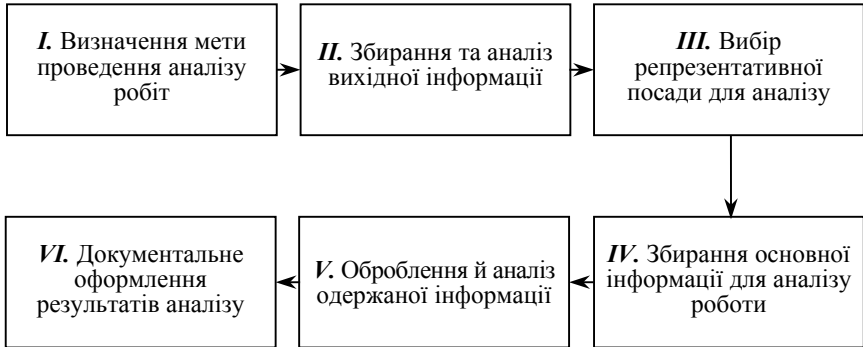 I. Визначення мети
проведення аналізу
робіт
II. Збирання та аналіз
вихідної інформації
III. Вибір
репрезентативної
посади для аналізу
IV. Збирання основної
інформації для аналізу
роботи
V. Оброблення й аналіз
одержаної інформації
VI. Документальне
оформлення
результатів аналізу